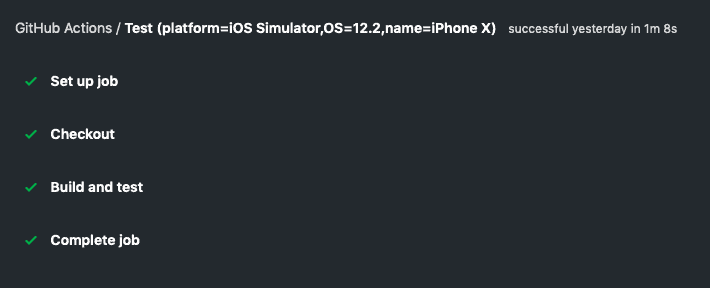 GitHub Actions / Test (platform=iOS Simulator,OS=12.2,name=iPhone X) successful yesterday in 1m 8s
Set up job
Checkout
Build and test
Complete job